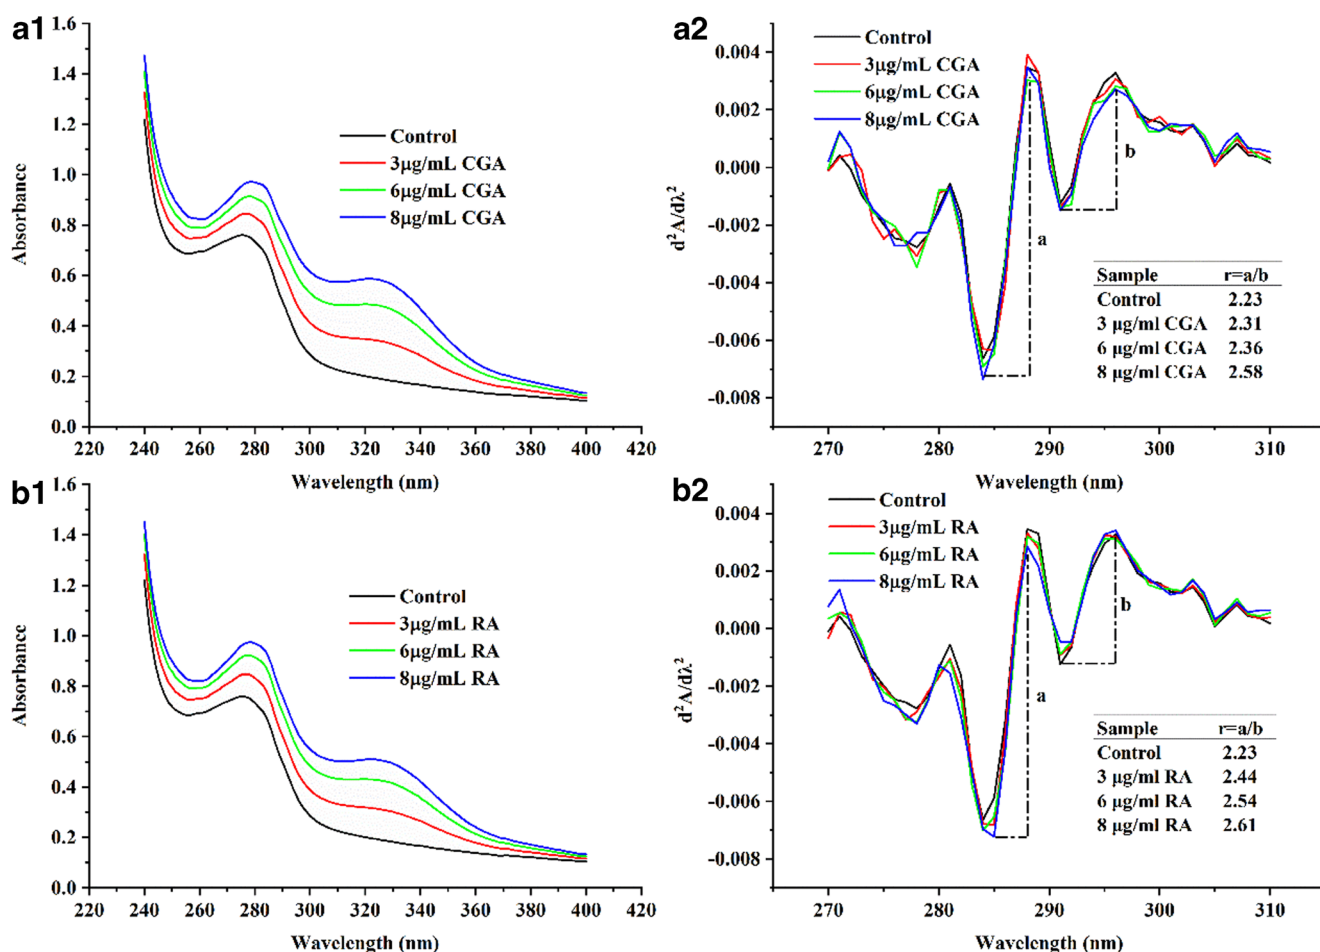 a1
1.6
1.4
1.2
1.0
0.8
0.6
0.4
0.2
0.0
Absorbance
Control
3μg/mL CGA
6μg/mL CGA
8μg/mL CGA
220 240 260 280 300 320 340 360 380 400 420
Wavelength (nm)
a2
0.004
0.002
0.000
-0.002
-0.004
-0.006
-0.008
d²A/dλ²
Control
3μg/mL CGA
6μg/mL CGA
8μg/mL CGA
a
b
Sample r=a/b
Control 2.23
3 μg/ml CGA 2.31
6 μg/ml CGA 2.36
8 μg/ml CGA 2.58
270 280 290 300 310
Wavelength (nm)
b1
1.6
1.4
1.2
1.0
0.8
0.6
0.4
0.2
0.0
Absorbance
Control
3μg/mL RA
6μg/mL RA
8μg/mL RA
220 240 260 280 300 320 340 360 380 400 420
Wavelength (nm)
b2
0.004
0.002
0.000
-0.002
-0.004
-0.006
-0.008
d²A/dλ²
Control
3μg/mL RA
6μg/mL RA
8μg/mL RA
a
b
Sample r=a/b
Control 2.23
3 μg/ml RA 2.44
6 μg/ml RA 2.54
8 μg/ml RA 2.61
270 280 290 300 310
Wavelength (nm)